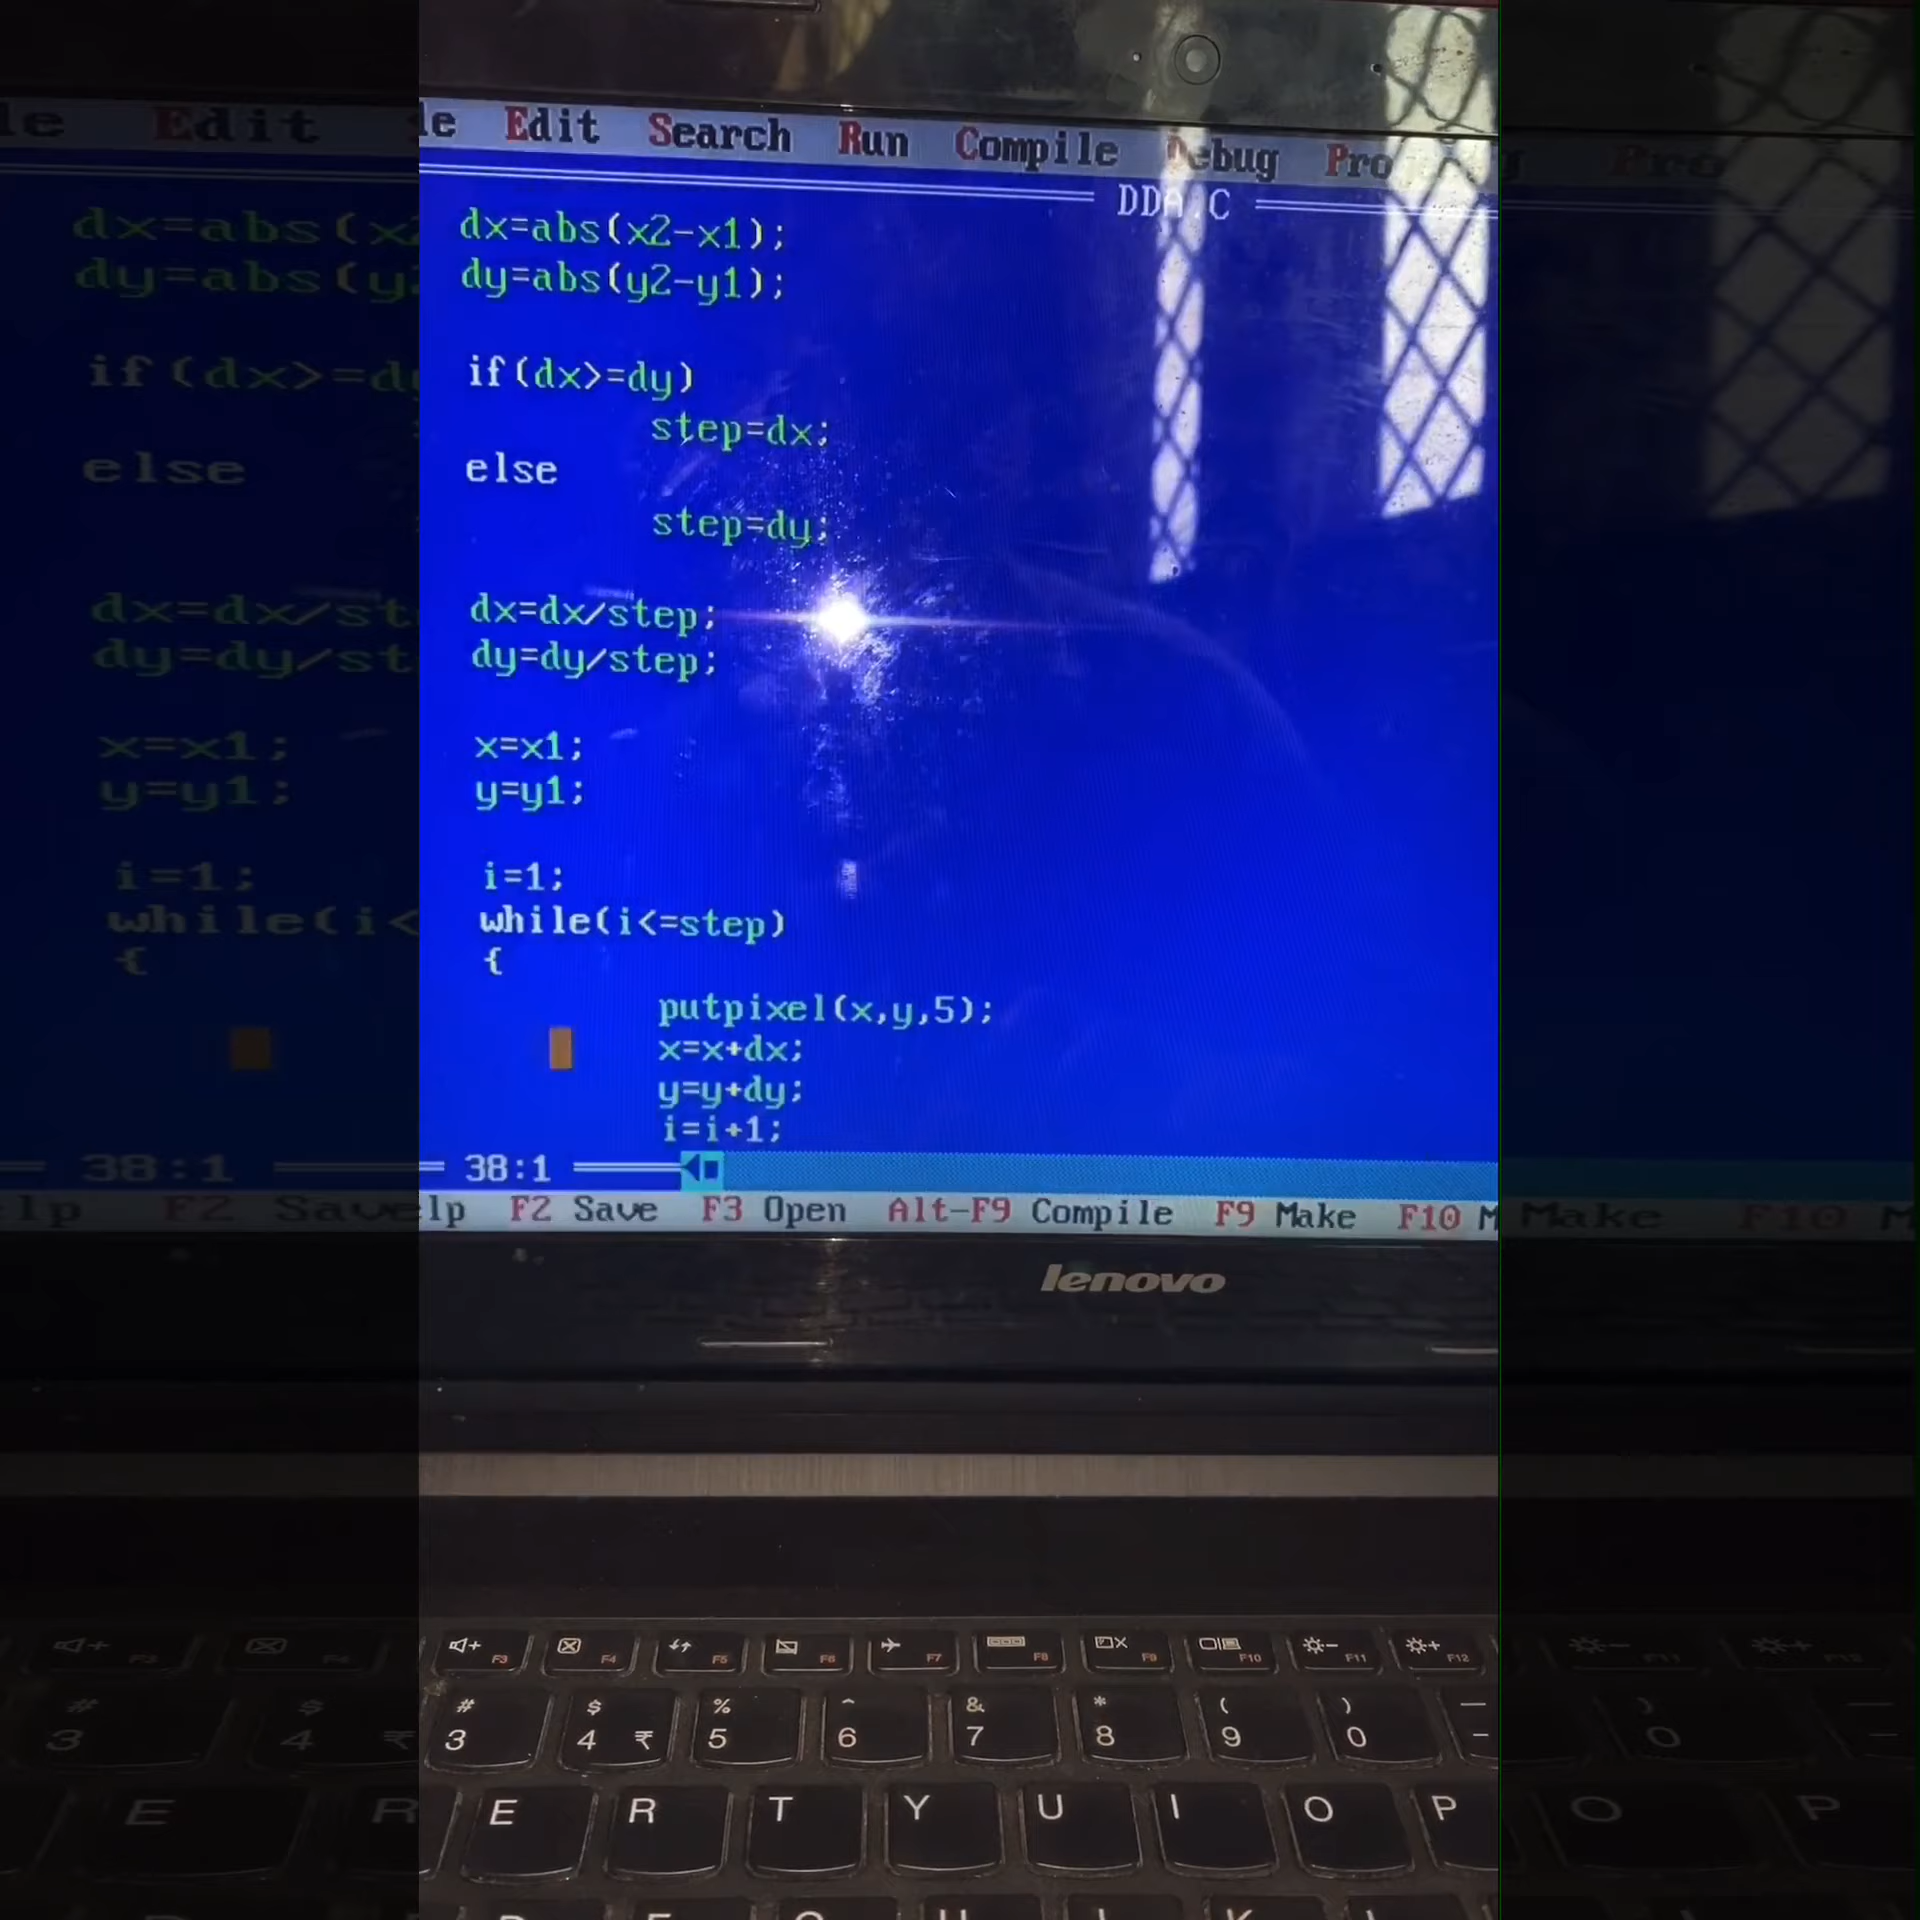 le Edit Search Run Compile Debug Pro
DDA.C
dx=abs(x2-x1);
dy=abs(y2-y1);
if(dx>=dy)
step=dx;
else
step=dy;
dx=dx/step;
dy=dy/step;
x=x1;
y=y1;
i=1;
while(i<=step)
{
putpixel(x,y,5);
x=x+dx;
y=y+dy;
i=i+1;
38:1
lp F2 Save F3 Open Alt-F9 Compile F9 Make F10 M
lenovo
F3 F4 F5 F6 F7 F8 F9 F10 F11 F12
# $ % ^ & * ( ) _
3 4 ₹ 5 6 7 8 9 0 -
E R T Y U I O P